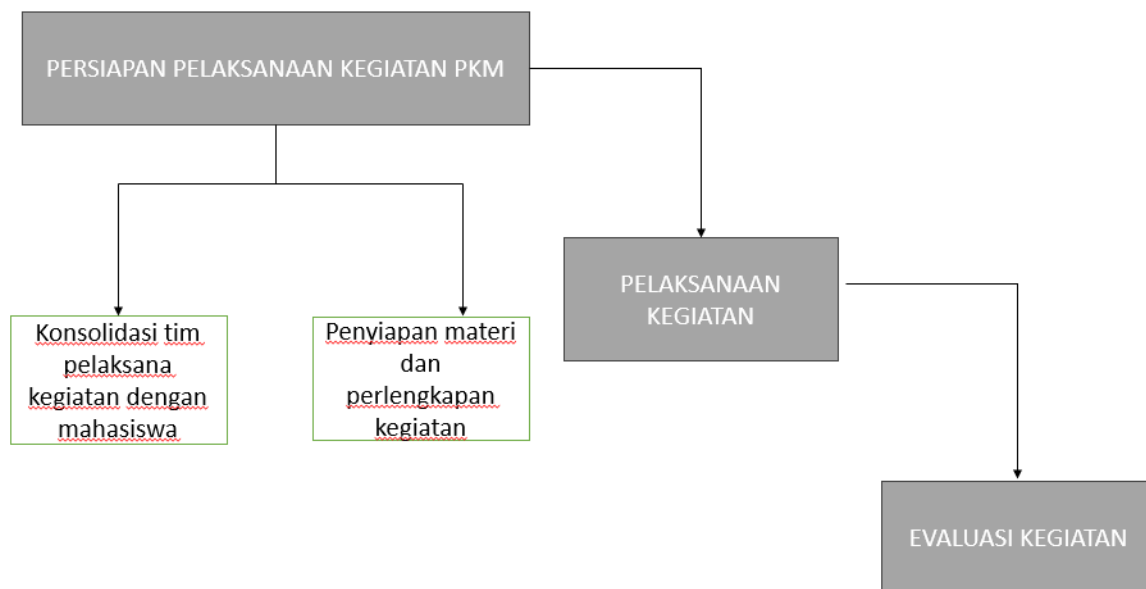 PERSIAPAN PELAKSANAAN KEGIATAN PKM
PELAKSANAAN
KEGIATAN
Konsolidasi tim
pelaksana
kegiatan dengan
mahasiswa
Penyiapan materi
dan
perlengkapan
kegiatan
EVALUASI KEGIATAN